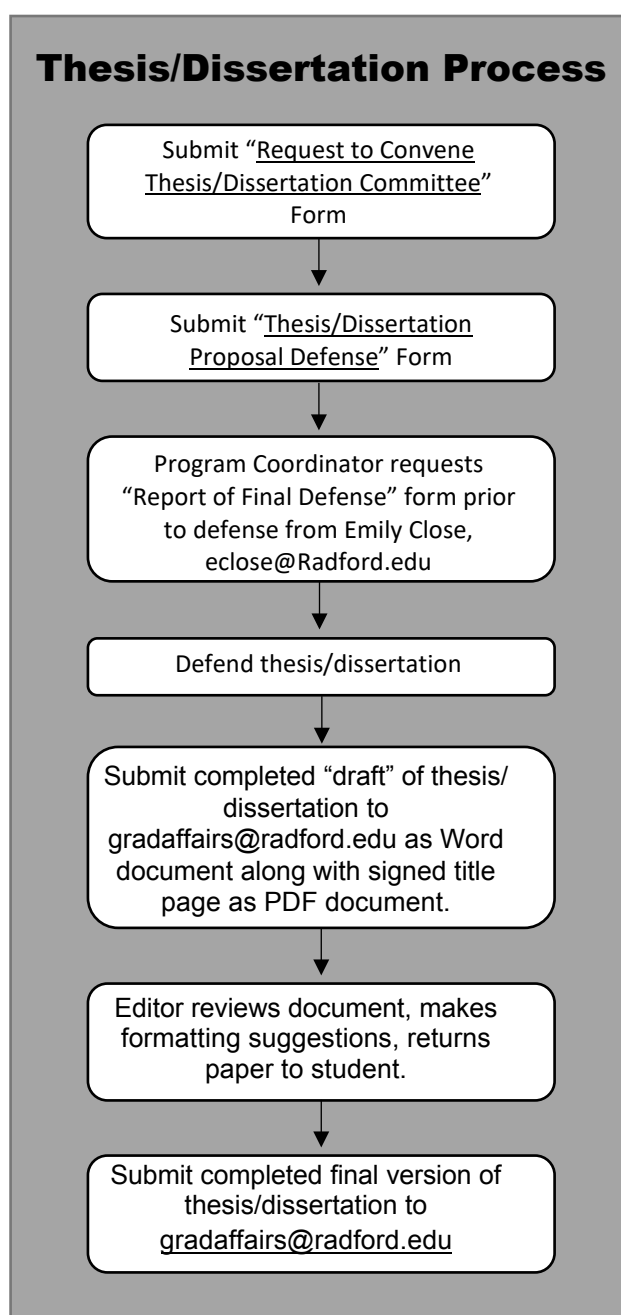 Thesis/Dissertation Process
Submit “Request to Convene
Thesis/Dissertation Committee”
Form
Submit “Thesis/Dissertation
Proposal Defense” Form
Program Coordinator requests
“Report of Final Defense” form prior
to defense from Emily Close,
eclose@Radford.edu
Defend thesis/dissertation
Submit completed “draft” of thesis/
dissertation to
gradaffairs@radford.edu as Word
document along with signed title
page as PDF document.
Editor reviews document, makes
formatting suggestions, returns
paper to student.
Submit completed final version of
thesis/dissertation to
gradaffairs@radford.edu